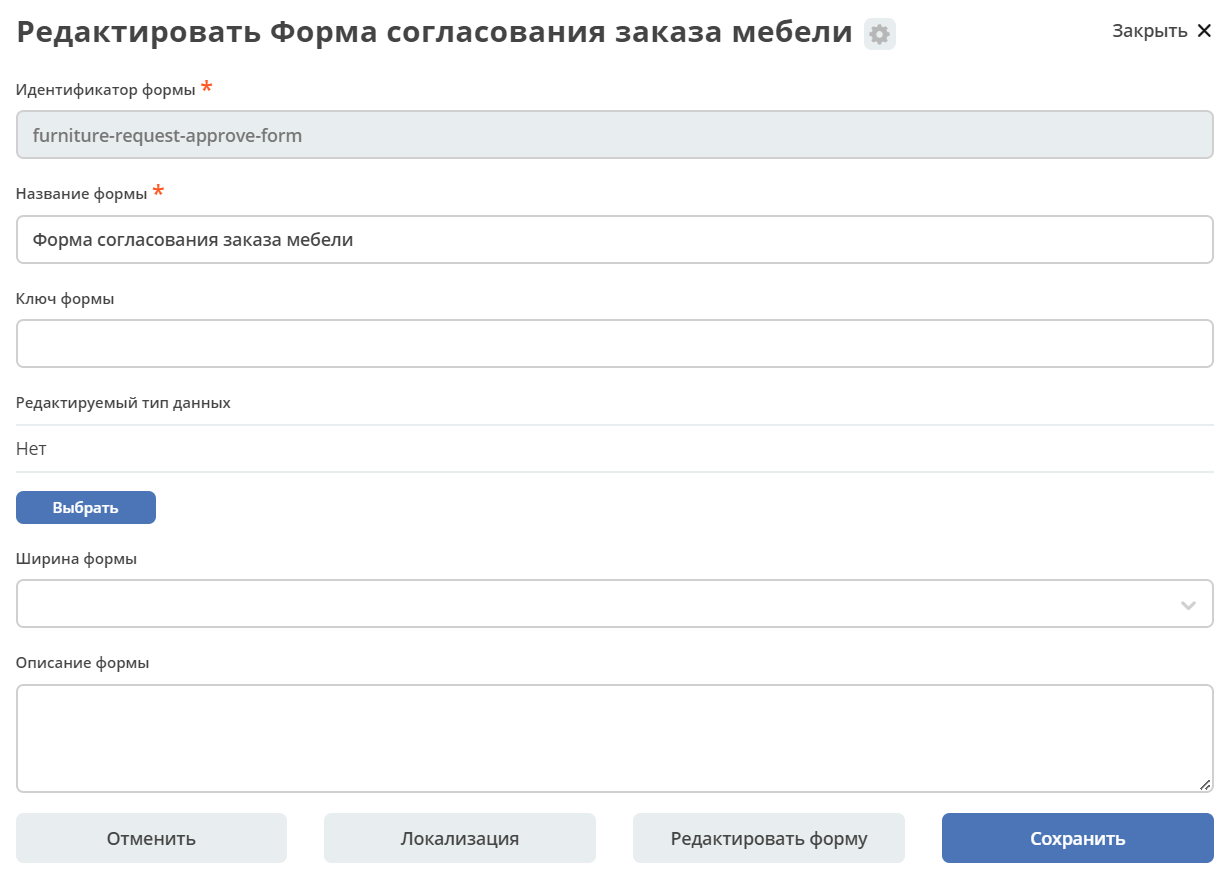 Редактировать Форма согласования заказа мебели
Закрыть
Идентификатор формы *
furniture-request-approve-form
Название формы *
Форма согласования заказа мебели
Ключ формы
Редактируемый тип данных
Нет
Выбрать
Ширина формы
Описание формы
Отменить
Локализация
Редактировать форму
Сохранить